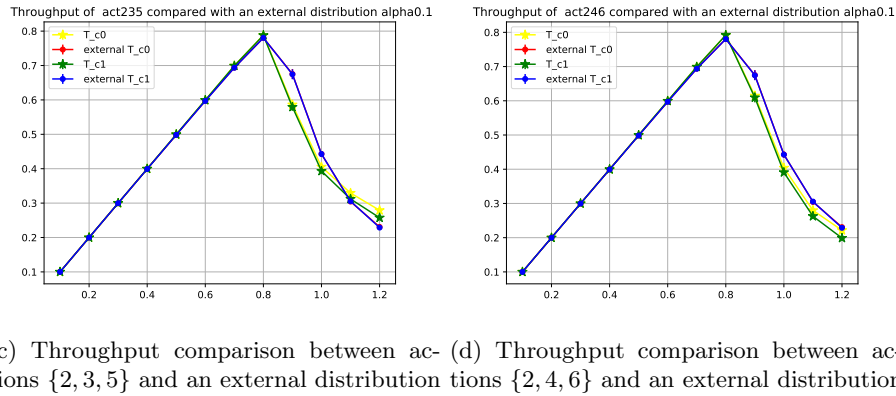 Throughput of  act235 compared with an external distribution alpha0.1
T_c0
external T_c0
T_c1
external T_c1
0.8
0.7
0.6
0.5
0.4
0.3
0.2
0.1
0.2
0.4
0.6
0.8
1.0
1.2
Throughput of  act246 compared with an external distribution alpha0.1
T_c0
external T_c0
T_c1
external T_c1
0.8
0.7
0.6
0.5
0.4
0.3
0.2
0.1
0.2
0.4
0.6
0.8
1.0
1.2
c) Throughput comparison between ac-
ions {2, 3, 5} and an external distribution
(d) Throughput comparison between ac-
tions {2, 4, 6} and an external distribution